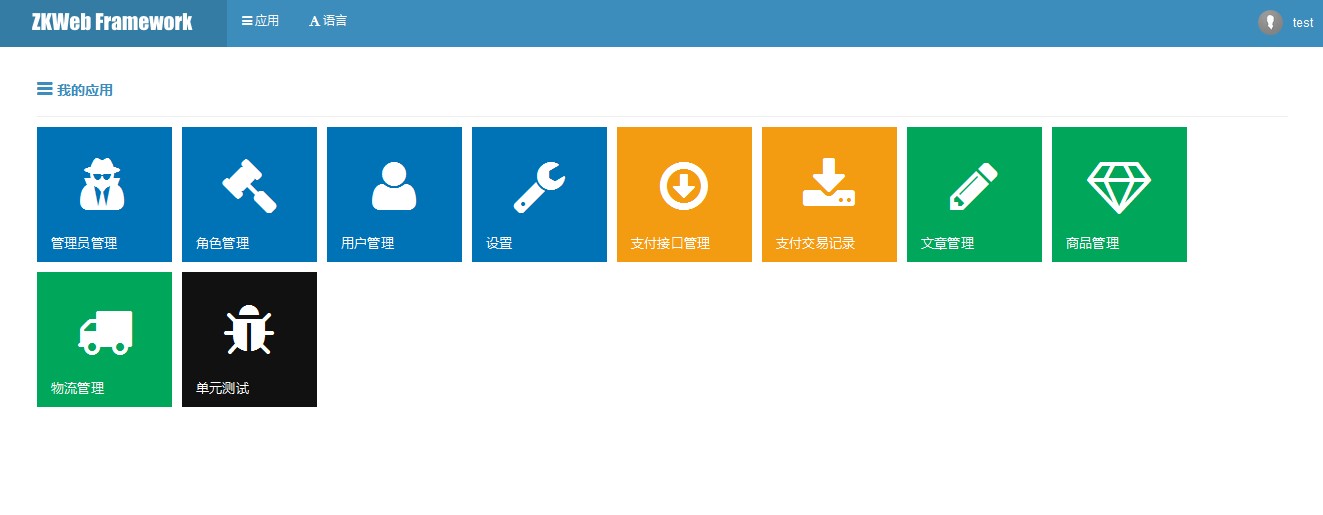 ZKWeb Framework
应用
语言
test
我的应用
管理员管理
角色管理
用户管理
设置
支付接口管理
支付交易记录
文章管理
商品管理
物流管理
单元测试